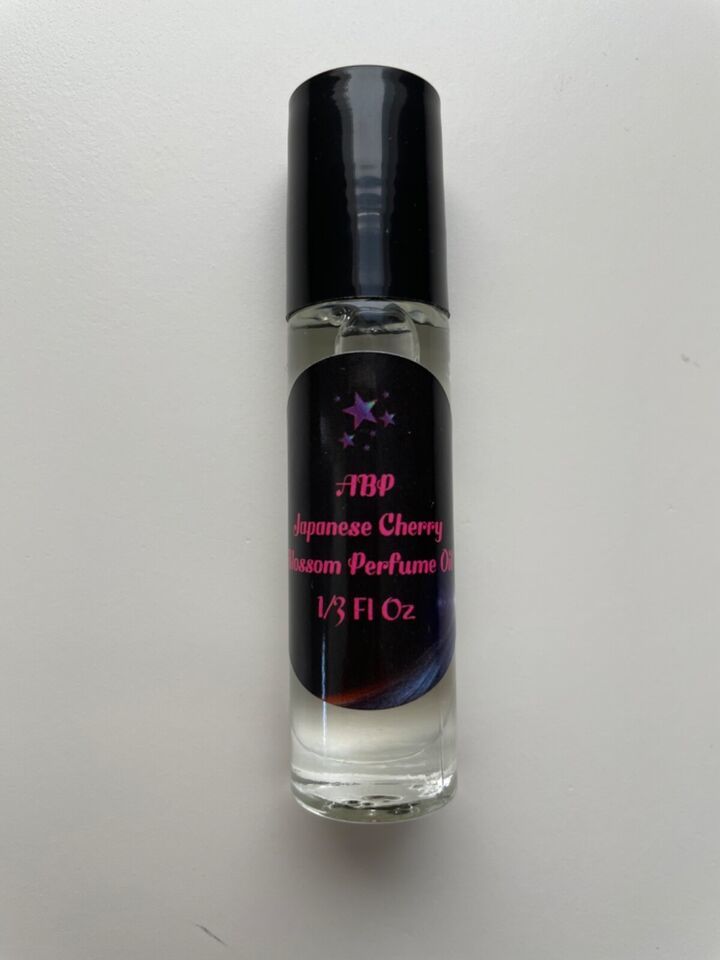 ABP
Japanese Cherry
Blossom Perfume Oil
1/3 Fl Oz